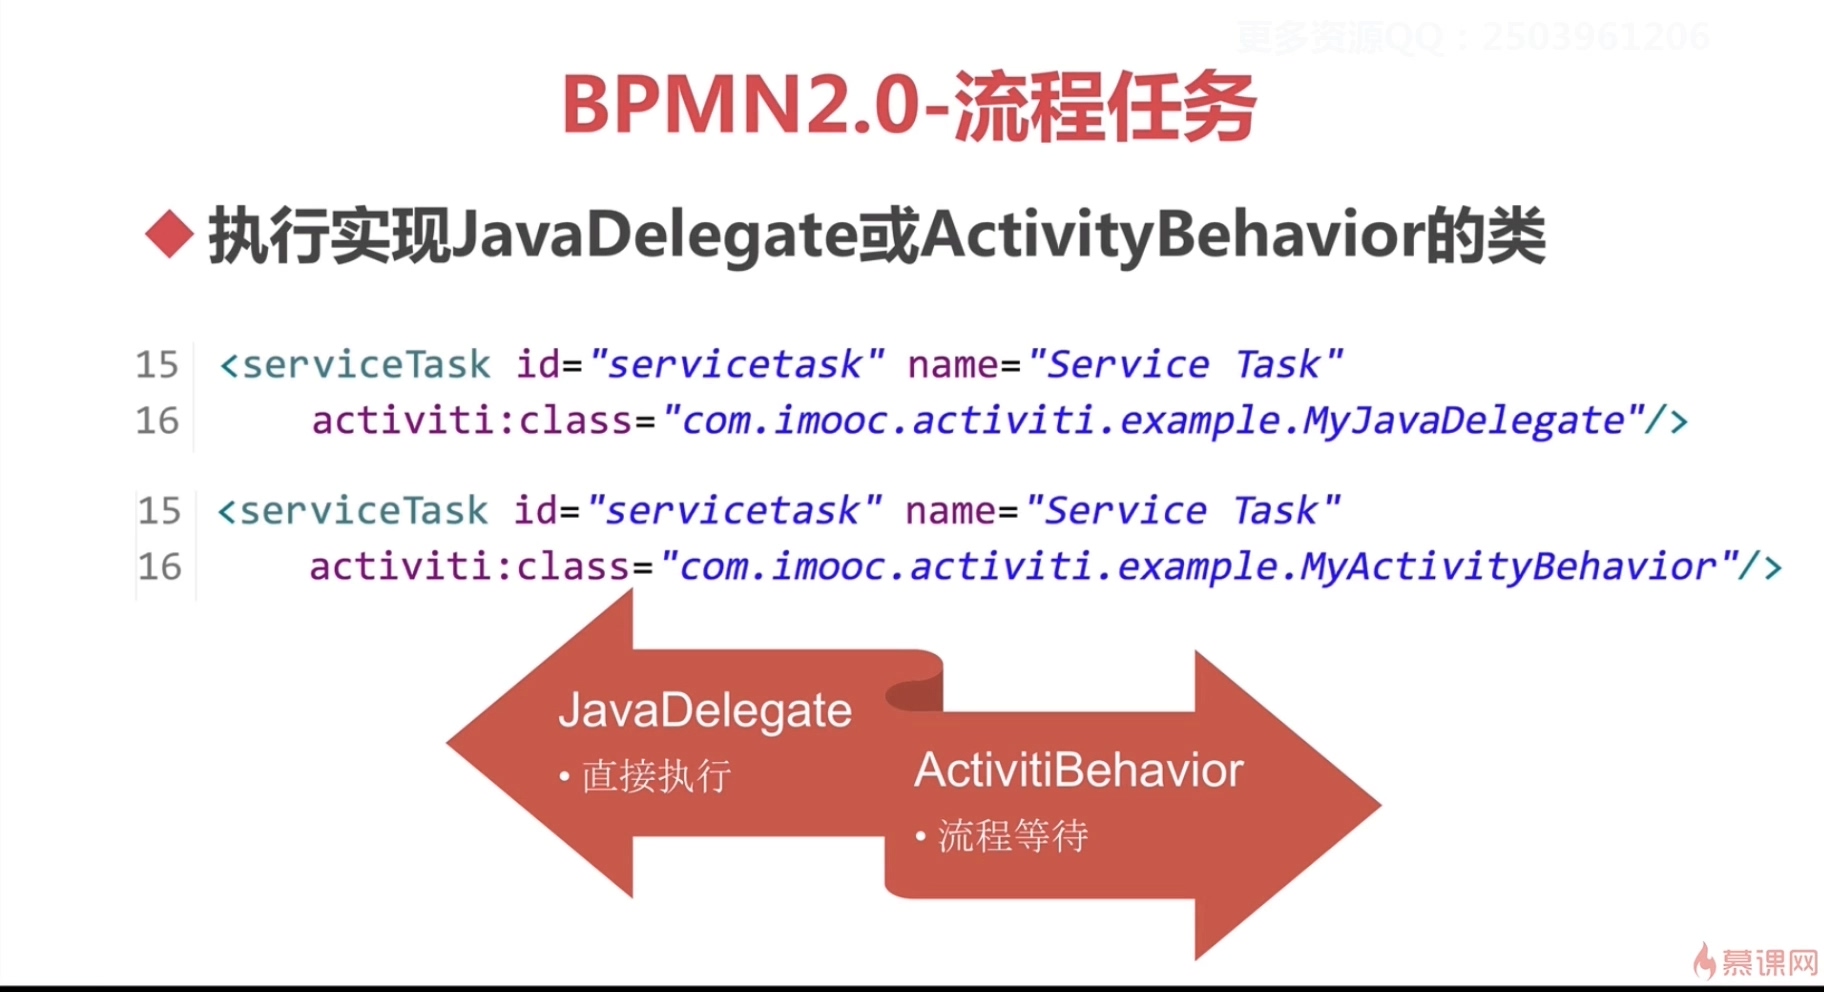 更多资源QQ：2503961206
BPMN2.0-流程任务
执行实现JavaDelegate或ActivityBehavior的类
15 <serviceTask id="servicetask" name="Service Task"
16 activiti:class="com.imooc.activiti.example.MyJavaDelegate"/>
15 <serviceTask id="servicetask" name="Service Task"
16 activiti:class="com.imooc.activiti.example.MyActivityBehavior"/>
JavaDelegate
• 直接执行
ActivitiBehavior
• 流程等待
慕课网